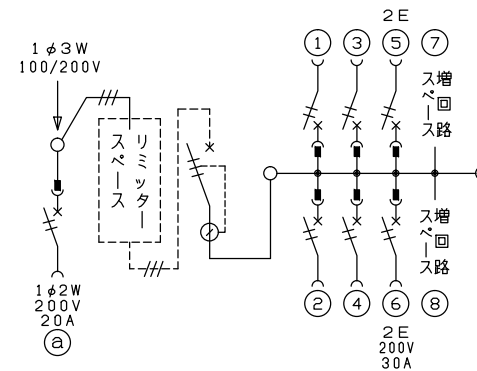 1φ3W
100/200V
リミッター
スペース
1φ2W
200V
20A
a
2E
1
3
5
7
増回路
スペース
増回路
スペース
2
4
6
8
2E
200V
30A